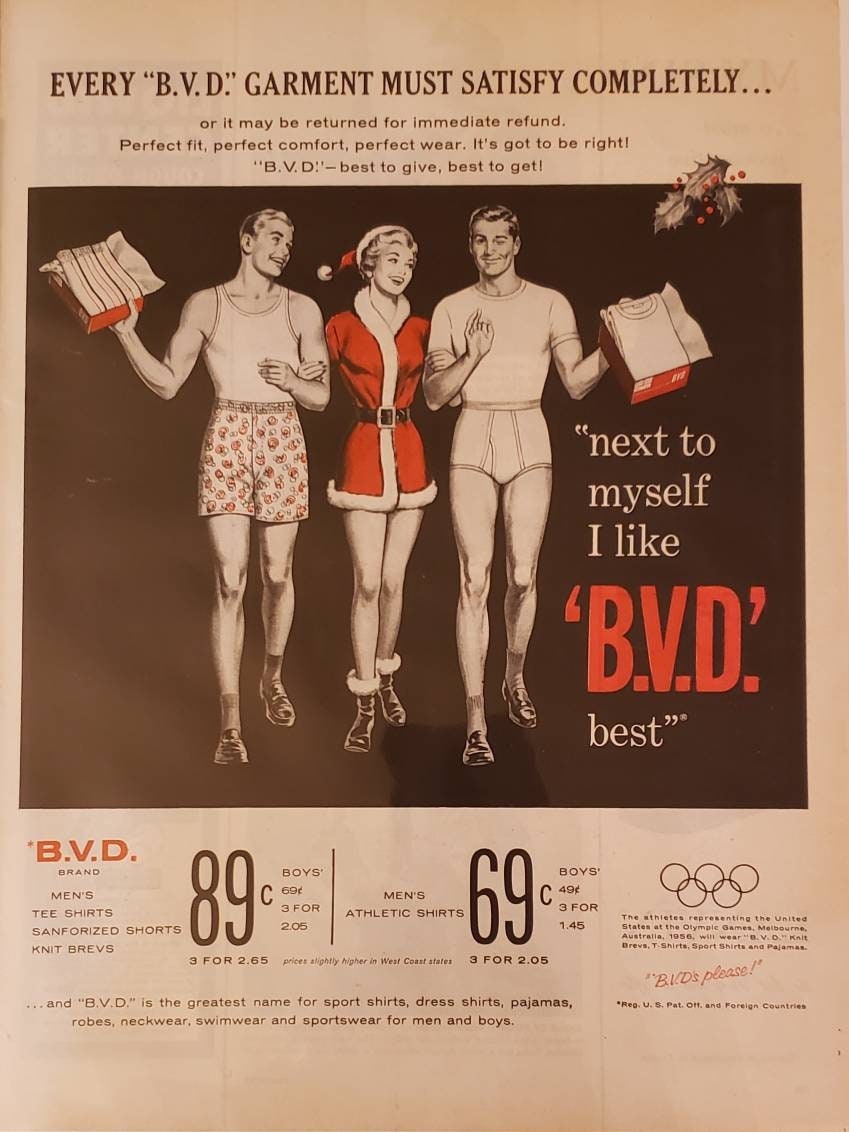 EVERY “B.V.D.” GARMENT MUST SATISFY COMPLETELY...
or it may be returned for immediate refund.
Perfect fit, perfect comfort, perfect wear. It's got to be right!
"B.V.D."—best to give, best to get!
BVD
“next to
myself
I like
‘B.V.D.’
best”®
*B.V.D.
BRAND
MEN'S
TEE SHIRTS
SANFORIZED SHORTS
KNIT BREVS
89c
3 FOR 2.65
BOYS'
69¢
3 FOR
2.05
MEN'S
ATHLETIC SHIRTS
69c
3 FOR 2.05
BOYS'
49¢
3 FOR
1.45
prices slightly higher in West Coast states
...and "B.V.D." is the greatest name for sport shirts, dress shirts, pajamas,
robes, neckwear, swimwear and sportswear for men and boys.
The athletes representing the United
States at the Olympic Games, Melbourne,
Australia, 1956, will wear "B.V.D." Knit
Brevs, T-Shirts, Sport Shirts and Pajamas.
*"B.V.D's please!"
*Reg. U. S. Pat. Off. and Foreign Countries